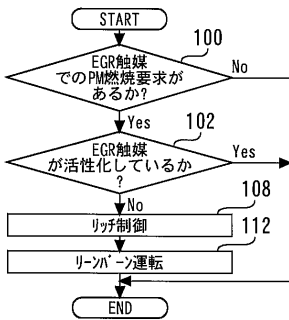 START
100
EGR触媒
でのPM燃焼要求が
あるか?
No
Yes
102
EGR触媒
が活性化しているか
?
Yes
No
108
ﾘｯﾁ制御
112
ﾘｰﾝﾊﾞｰﾝ運転
END